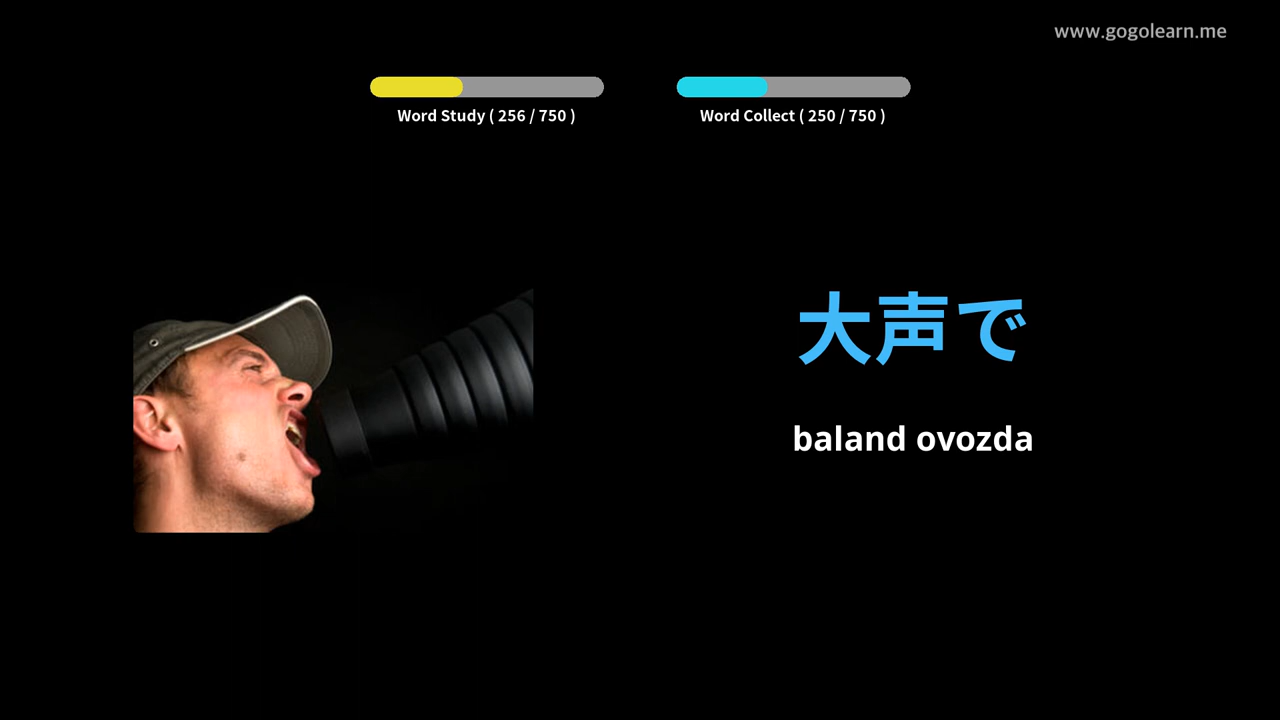 www.gogolearn.me
Word Study ( 256 / 750 )
Word Collect ( 250 / 750 )
大声で
baland ovozda